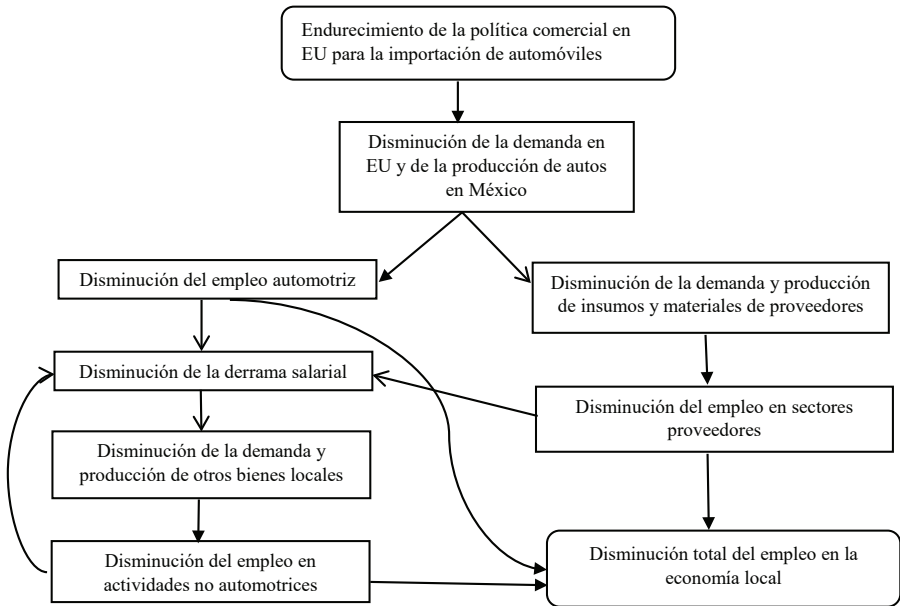 Endurecimiento de la política comercial en
EU para la importación de automóviles
Disminución de la demanda en
EU y de la producción de autos
en México
Disminución del empleo automotriz
Disminución de la demanda y producción
de insumos y materiales de proveedores
Disminución de la derrama salarial
Disminución del empleo en sectores
proveedores
Disminución de la demanda y
producción de otros bienes locales
Disminución del empleo en
actividades no automotrices
Disminución total del empleo en la
economía local